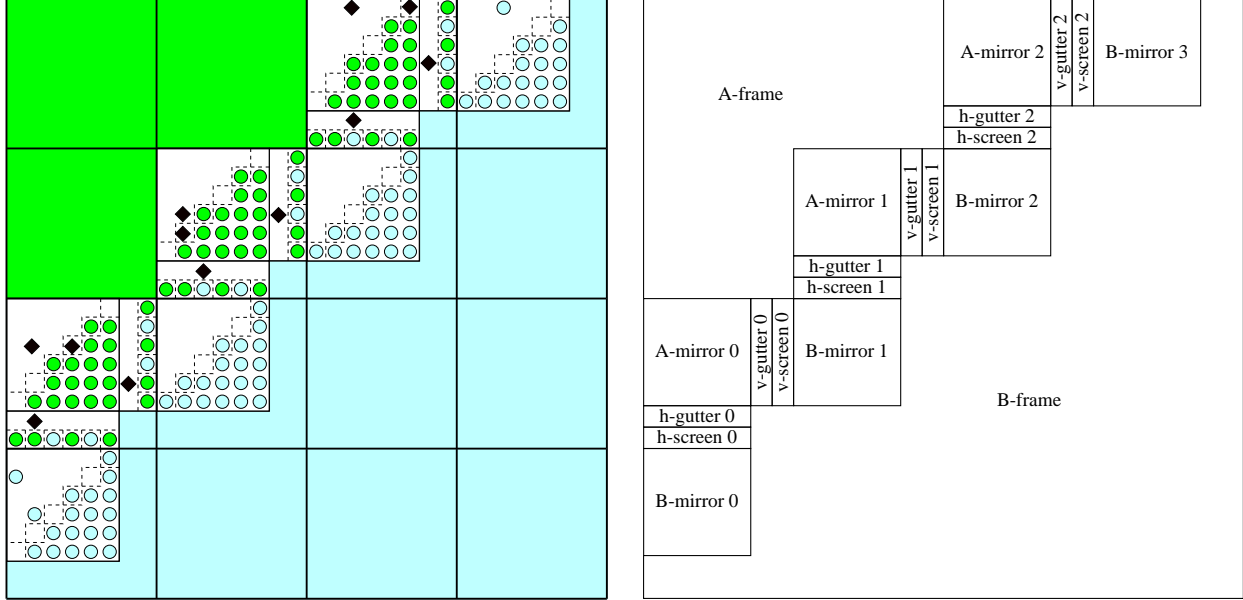 A-mirror 2
v-gutter 2
v-screen 2
B-mirror 3
A-frame
h-gutter 2
h-screen 2
A-mirror 1
v-gutter 1
v-screen 1
B-mirror 2
h-gutter 1
h-screen 1
A-mirror 0
v-gutter 0
v-screen 0
B-mirror 1
B-frame
h-gutter 0
h-screen 0
B-mirror 0